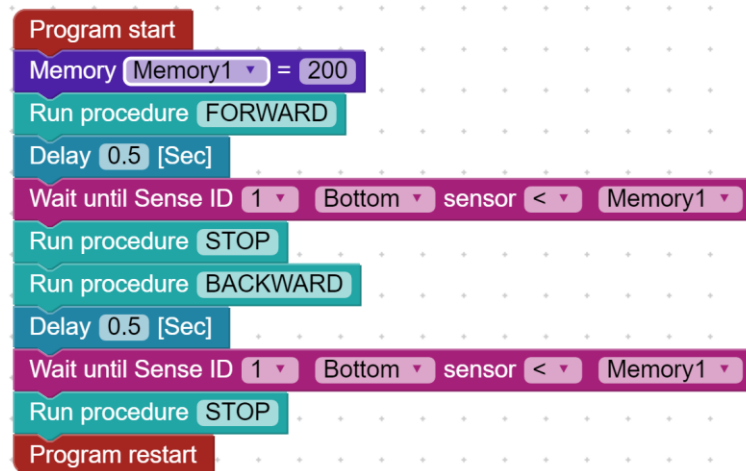 Program start
Memory Memory1 = 200
Run procedure FORWARD
Delay 0.5 [Sec]
Wait until Sense ID 1 Bottom sensor < Memory1
Run procedure STOP
Run procedure BACKWARD
Delay 0.5 [Sec]
Wait until Sense ID 1 Bottom sensor < Memory1
Run procedure STOP
Program restart